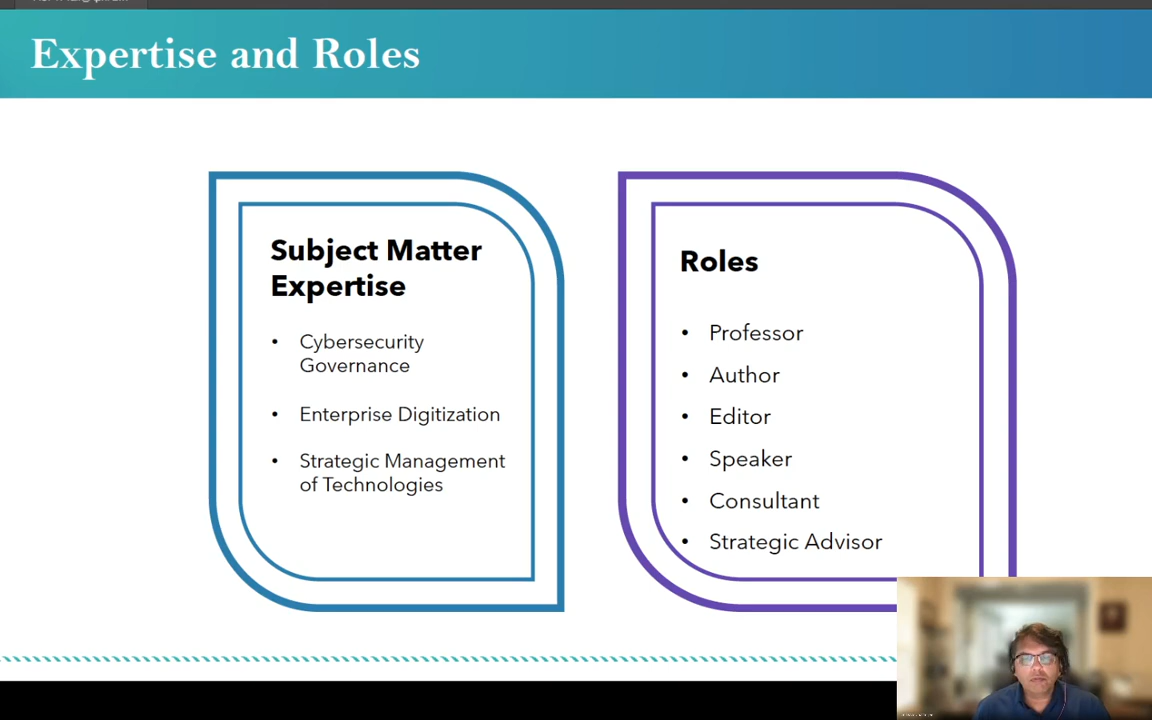 Expertise and Roles
Subject Matter
Expertise
• Cybersecurity
Governance
• Enterprise Digitization
• Strategic Management
of Technologies
Roles
• Professor
• Author
• Editor
• Speaker
• Consultant
• Strategic Advisor